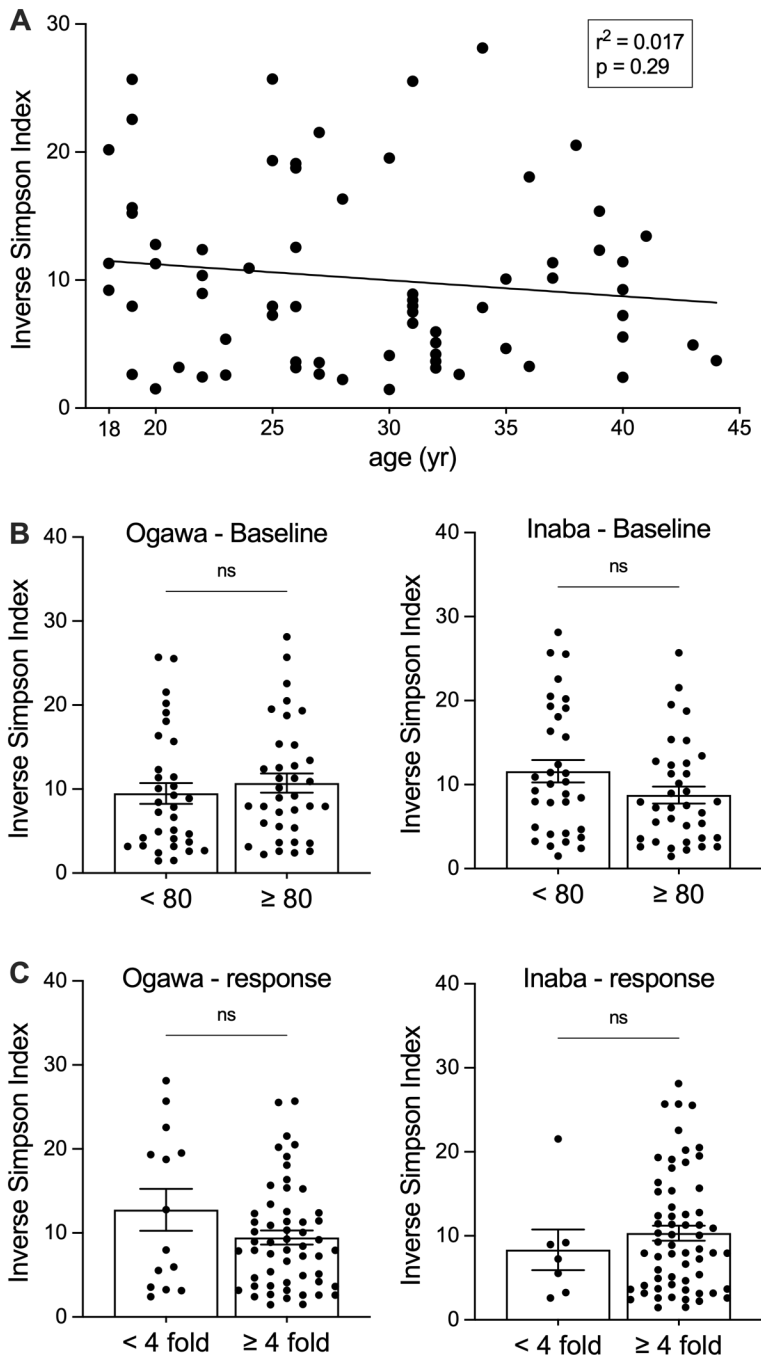 A
30
20
10
0
Inverse Simpson Index
r² = 0.017
p = 0.29
18 20 25 30 35 40 45
age (yr)
B
Ogawa - Baseline
ns
40
30
20
10
0
Inverse Simpson Index
< 80 ≥ 80
Inaba - Baseline
ns
40
30
20
10
0
Inverse Simpson Index
< 80 ≥ 80
C
Ogawa - response
ns
40
30
20
10
0
Inverse Simpson Index
< 4 fold ≥ 4 fold
Inaba - response
ns
40
30
20
10
0
Inverse Simpson Index
< 4 fold ≥ 4 fold